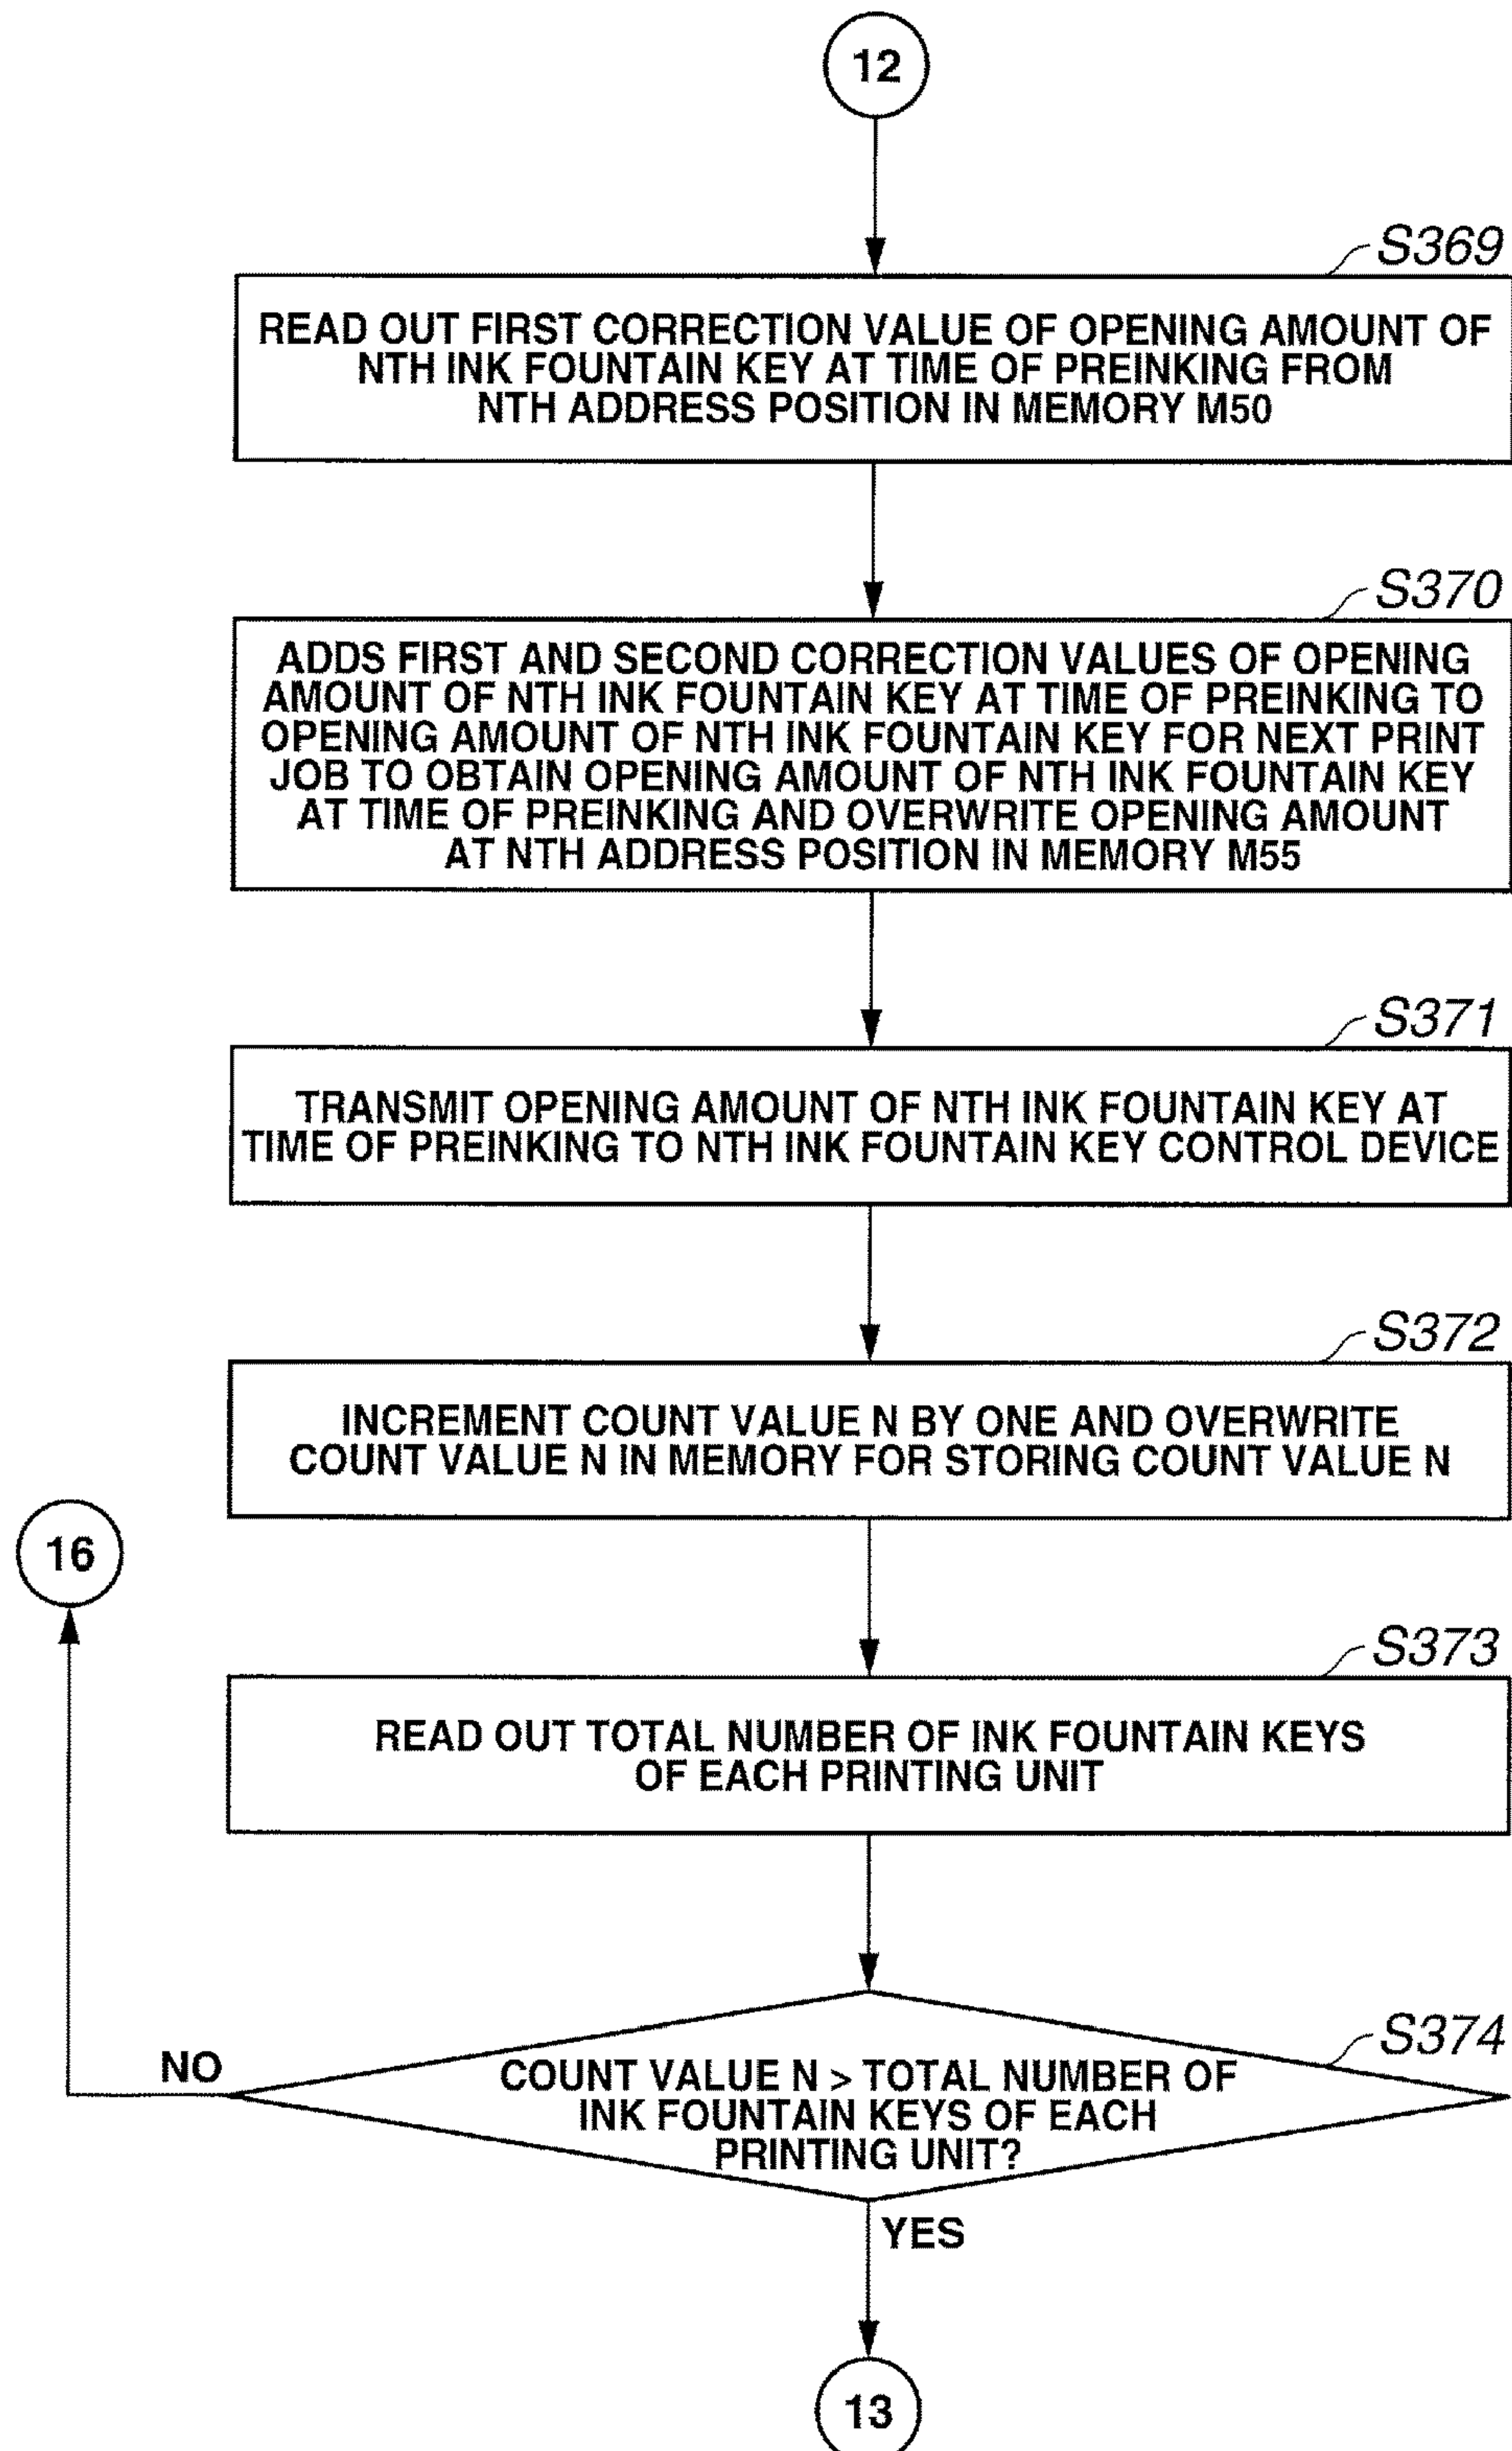 12
S369
READ OUT FIRST CORRECTION VALUE OF OPENING AMOUNT OF
NTH INK FOUNTAIN KEY AT TIME OF PREINKING FROM
NTH ADDRESS POSITION IN MEMORY M50
S370
ADDS FIRST AND SECOND CORRECTION VALUES OF OPENING
AMOUNT OF NTH INK FOUNTAIN KEY AT TIME OF PREINKING TO
OPENING AMOUNT OF NTH INK FOUNTAIN KEY FOR NEXT PRINT
JOB TO OBTAIN OPENING AMOUNT OF NTH INK FOUNTAIN KEY
AT TIME OF PREINKING AND OVERWRITE OPENING AMOUNT
AT NTH ADDRESS POSITION IN MEMORY M55
S371
TRANSMIT OPENING AMOUNT OF NTH INK FOUNTAIN KEY AT
TIME OF PREINKING TO NTH INK FOUNTAIN KEY CONTROL DEVICE
S372
INCREMENT COUNT VALUE N BY ONE AND OVERWRITE
COUNT VALUE N IN MEMORY FOR STORING COUNT VALUE N
16
S373
READ OUT TOTAL NUMBER OF INK FOUNTAIN KEYS
OF EACH PRINTING UNIT
S374
NO
COUNT VALUE N > TOTAL NUMBER OF
INK FOUNTAIN KEYS OF EACH
PRINTING UNIT?
YES
13